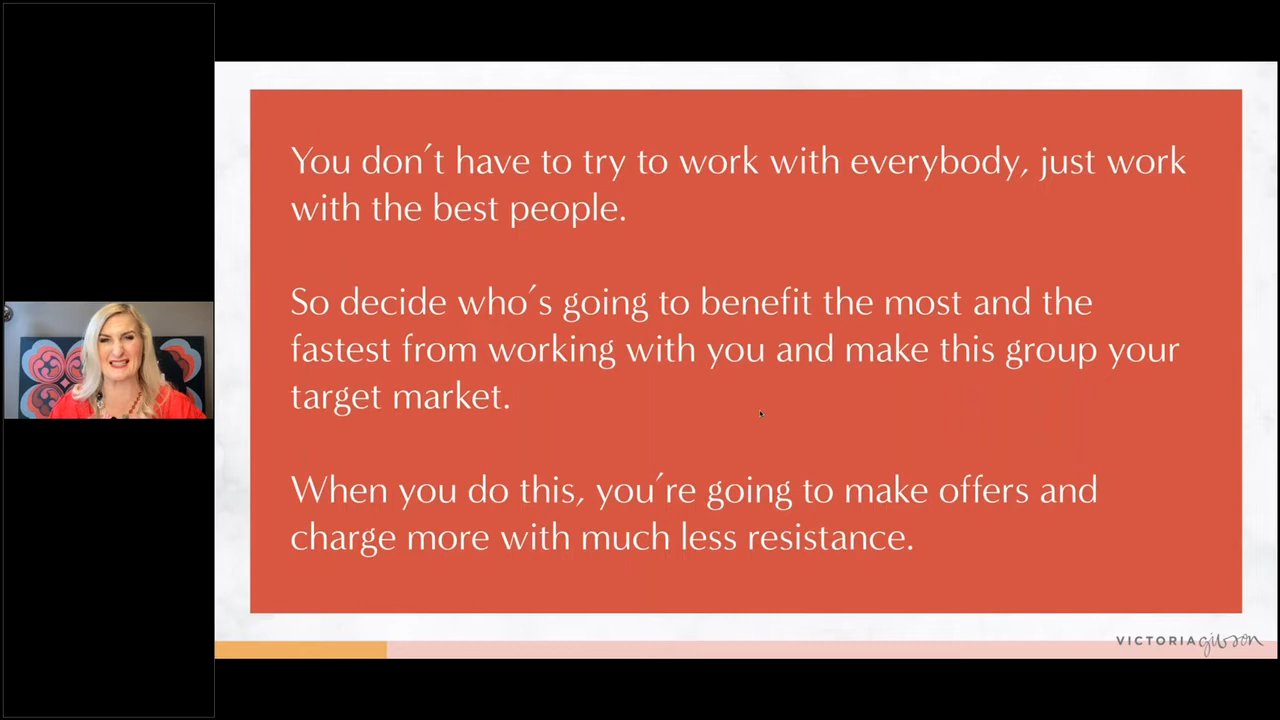 You don´t have to try to work with everybody, just work
with the best people.
So decide who´s going to benefit the most and the
fastest from working with you and make this group your
target market.
When you do this, you´re going to make offers and
charge more with much less resistance.
VICTORIA gibson